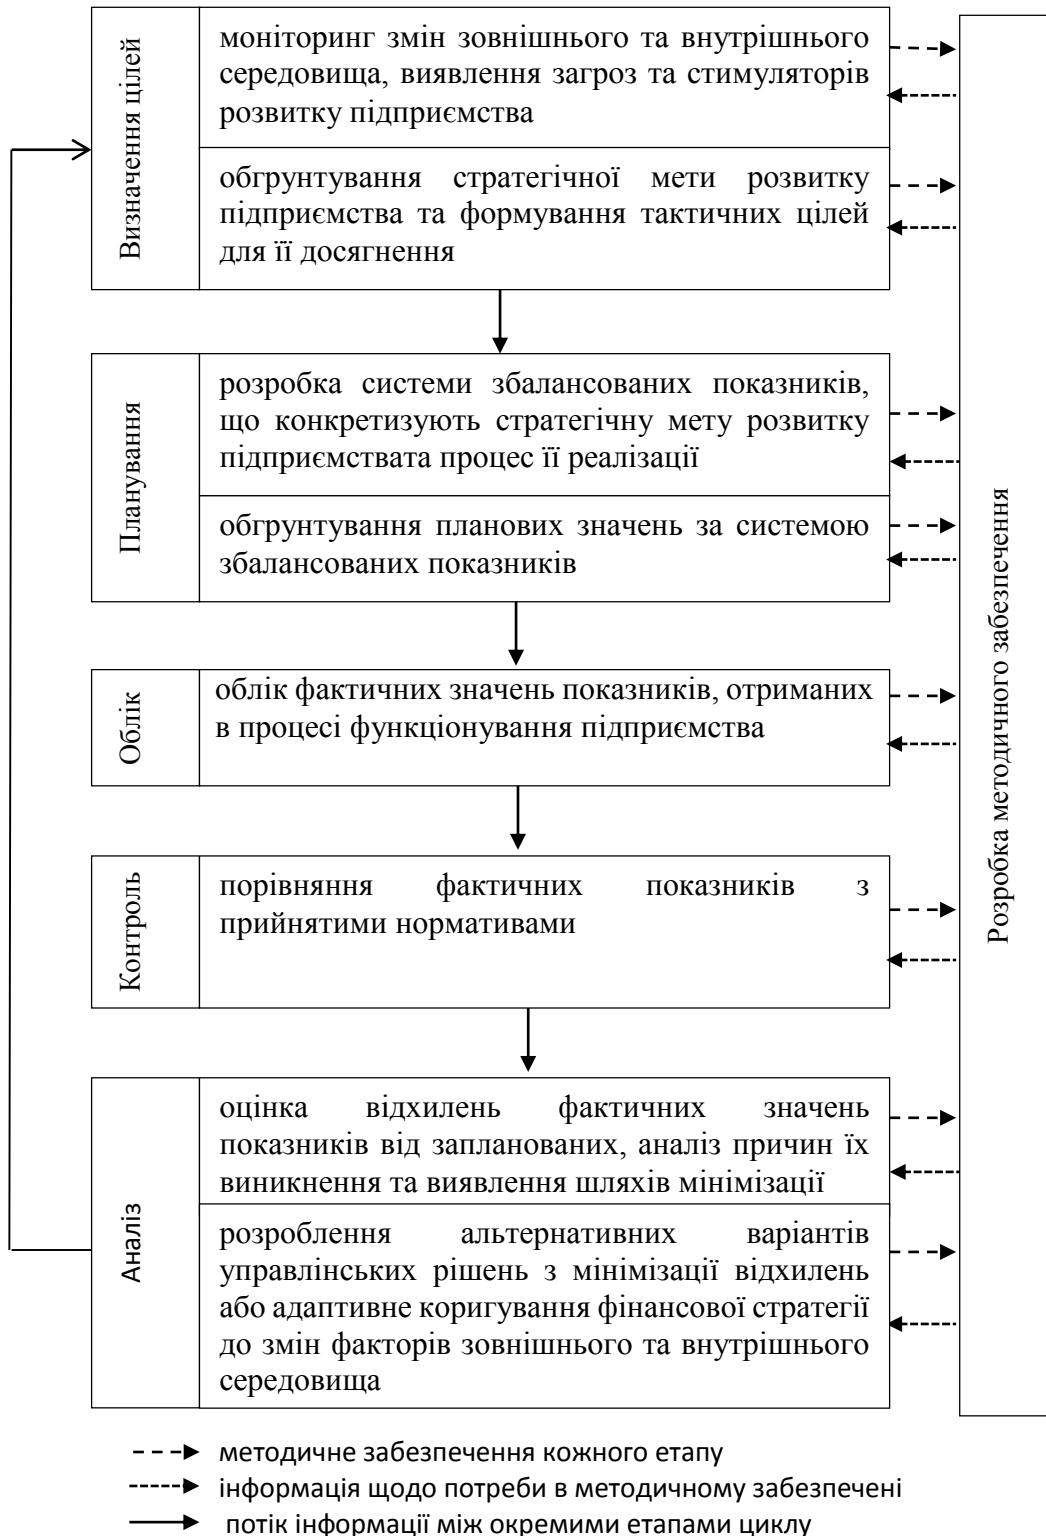 Визначення цілей
моніторинг змін зовнішнього та внутрішнього
середовища, виявлення загроз та стимуляторів
розвитку підприємства
обгрунтування стратегічної мети розвитку
підприємства та формування тактичних цілей
для її досягнення
Планування
розробка системи збалансованих показників,
що конкретизують стратегічну мету розвитку
підприємствата процес її реалізації
обгрунтування планових значень за системою
збалансованих показників
Облік
облік фактичних значень показників, отриманих
в процесі функціонування підприємства
Контроль
порівняння фактичних показників з
прийнятими нормативами
Аналіз
оцінка відхилень фактичних значень
показників від запланованих, аналіз причин їх
виникнення та виявлення шляхів мінімізації
розроблення альтернативних варіантів
управлінських рішень з мінімізації відхилень
або адаптивне коригування фінансової стратегії
до змін факторів зовнішнього та внутрішнього
середовища
Розробка методичного забезпечення
методичне забезпечення кожного етапу
інформація щодо потреби в методичному забезпечені
потік інформації між окремими етапами циклу